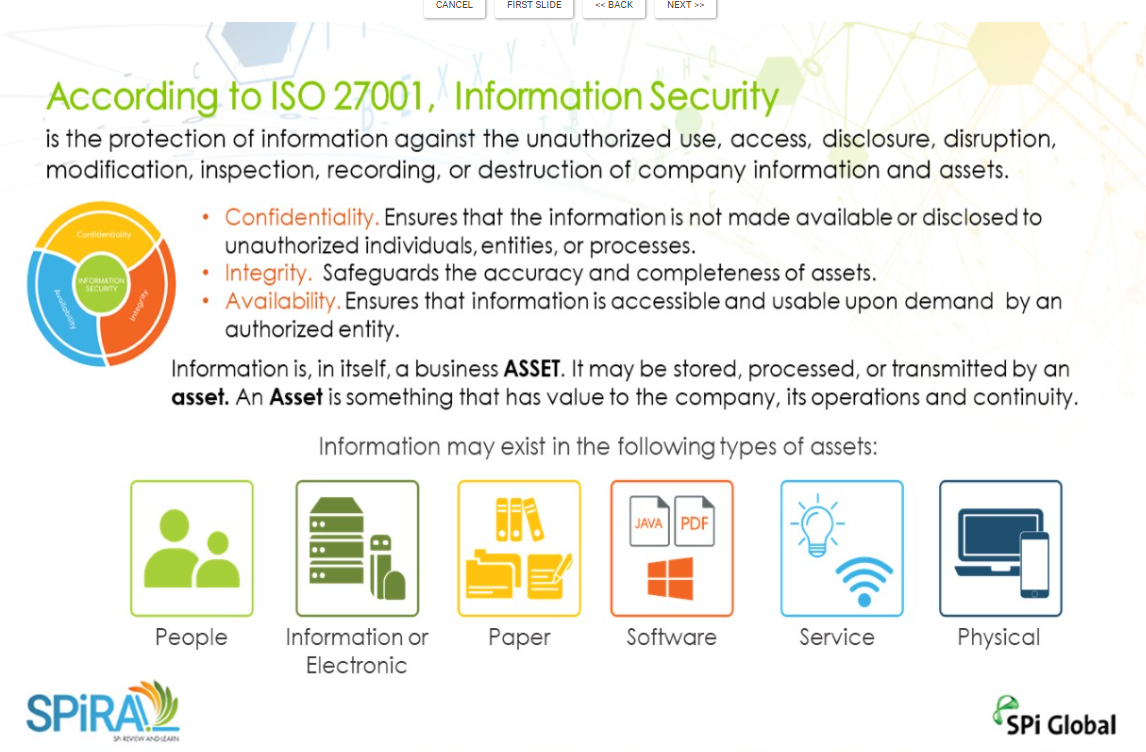 CANCEL
FIRST SLIDE
<< BACK
NEXT >>
According to ISO 27001, Information Security
is the protection of information against the unauthorized use, access, disclosure, disruption,
modification, inspection, recording, or destruction of company information and assets.
Confidentiality
INFORMATION
SECURITY
Availability
Integrity
• Confidentiality. Ensures that the information is not made available or disclosed to
unauthorized individuals, entities, or processes.
• Integrity. Safeguards the accuracy and completeness of assets.
• Availability. Ensures that information is accessible and usable upon demand by an
authorized entity.
Information is, in itself, a business ASSET. It may be stored, processed, or transmitted by an
asset. An Asset is something that has value to the company, its operations and continuity.
Information may exist in the following types of assets:
JAVA
PDF
People
Information or
Electronic
Paper
Software
Service
Physical
SPiRAL
SPi REVIEW AND LEARN
SPi Global